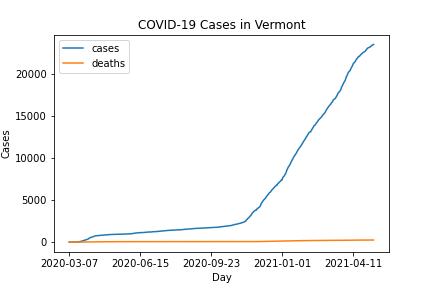 COVID-19 Cases in Vermont
cases
deaths
20000
15000
10000
5000
0
Cases
2020-03-07 2020-06-15 2020-09-23 2021-01-01 2021-04-11
Day